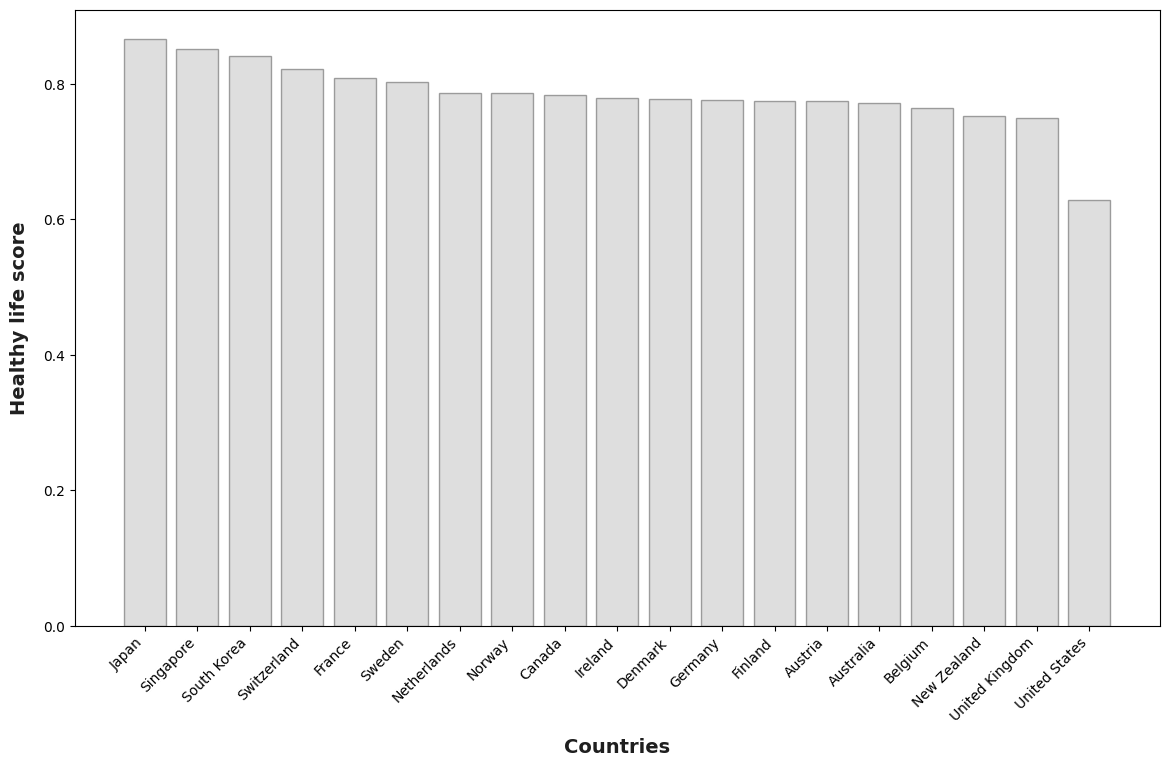 0.8
0.6
0.4
0.2
0.0
Healthy life score
Japan
Singapore
South Korea
Switzerland
France
Sweden
Netherlands
Norway
Canada
Ireland
Denmark
Germany
Finland
Austria
Australia
Belgium
New Zealand
United Kingdom
United States
Countries